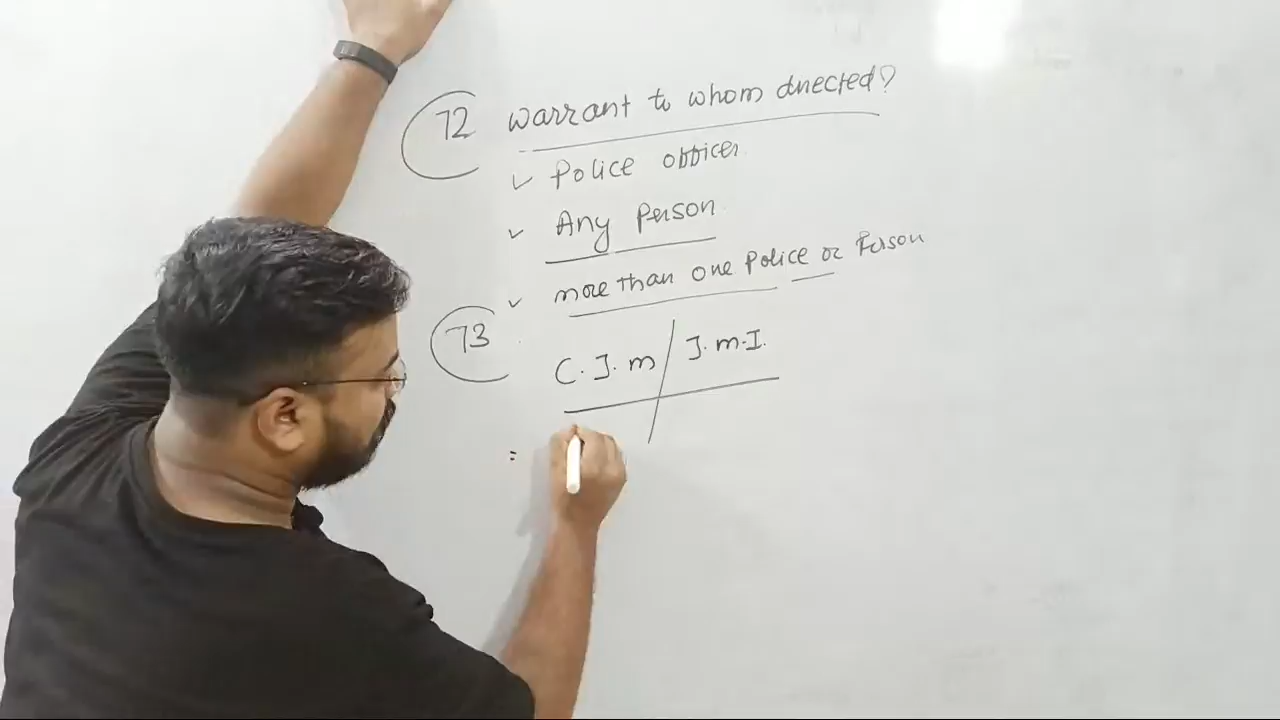 72 warrant to whom directed?
✓ Police officer.
✓ Any Person.
✓ more than one Police or Person
73
C.J.m / J.m.I.
=